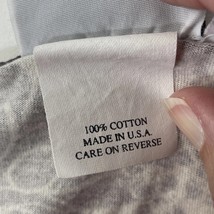 100% COTTON
MADE IN U.S.A.
CARE ON REVERSE